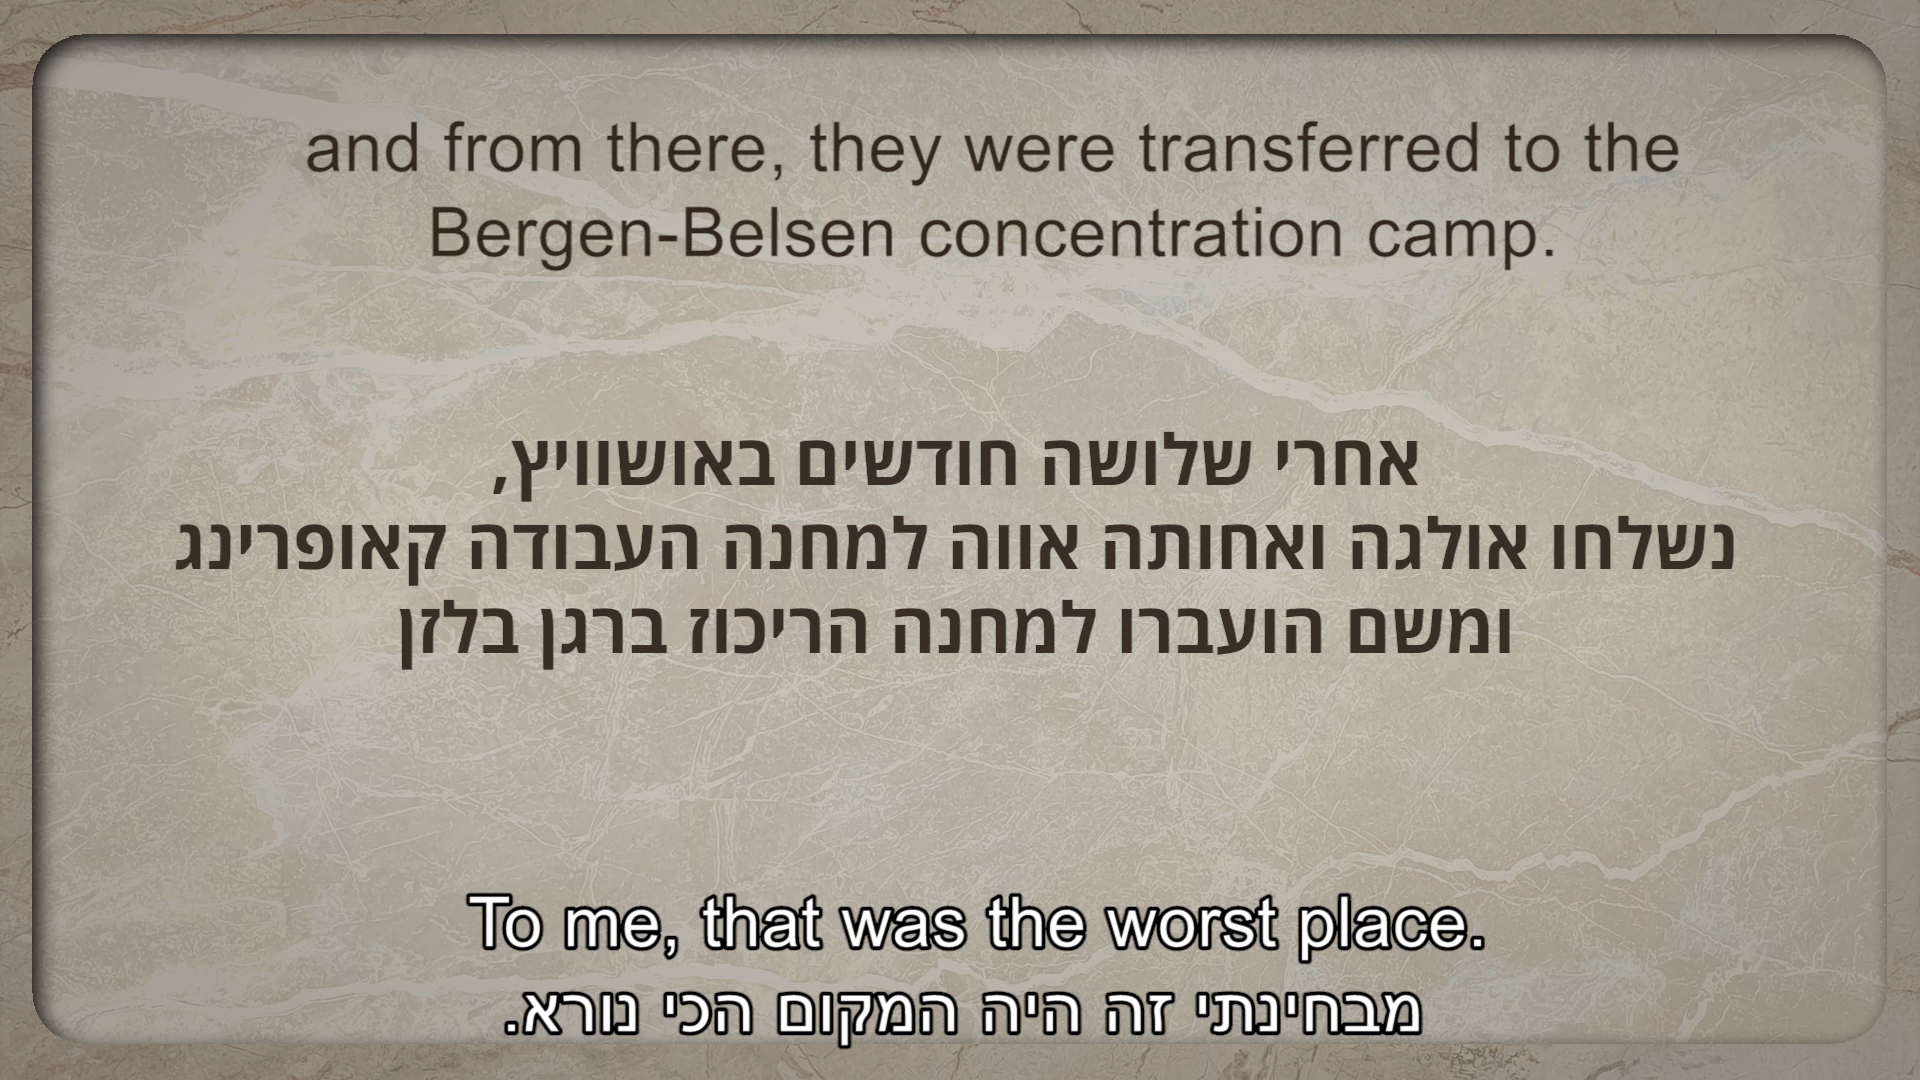 and from there, they were transferred to the
Bergen-Belsen concentration camp.
אחרי שלושה חודשים באושוויץ,
נשלחו אולגה ואחותה אווה למחנה העבודה קאופרינג
ומשם הועברו למחנה הריכוז ברגן בלזן
To me, that was the worst place.
מבחינתי זה היה המקום הכי נורא.